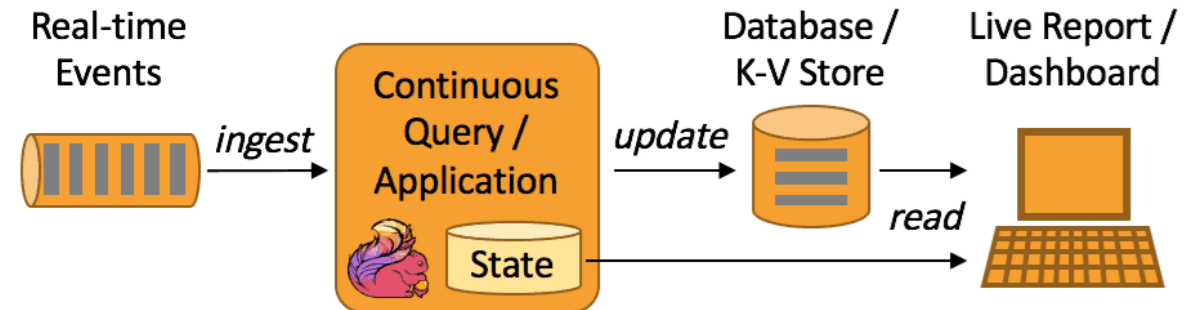 Real-time
Events
ingest
Continuous
Query /
Application
State
update
Database /
K-V Store
read
Live Report /
Dashboard